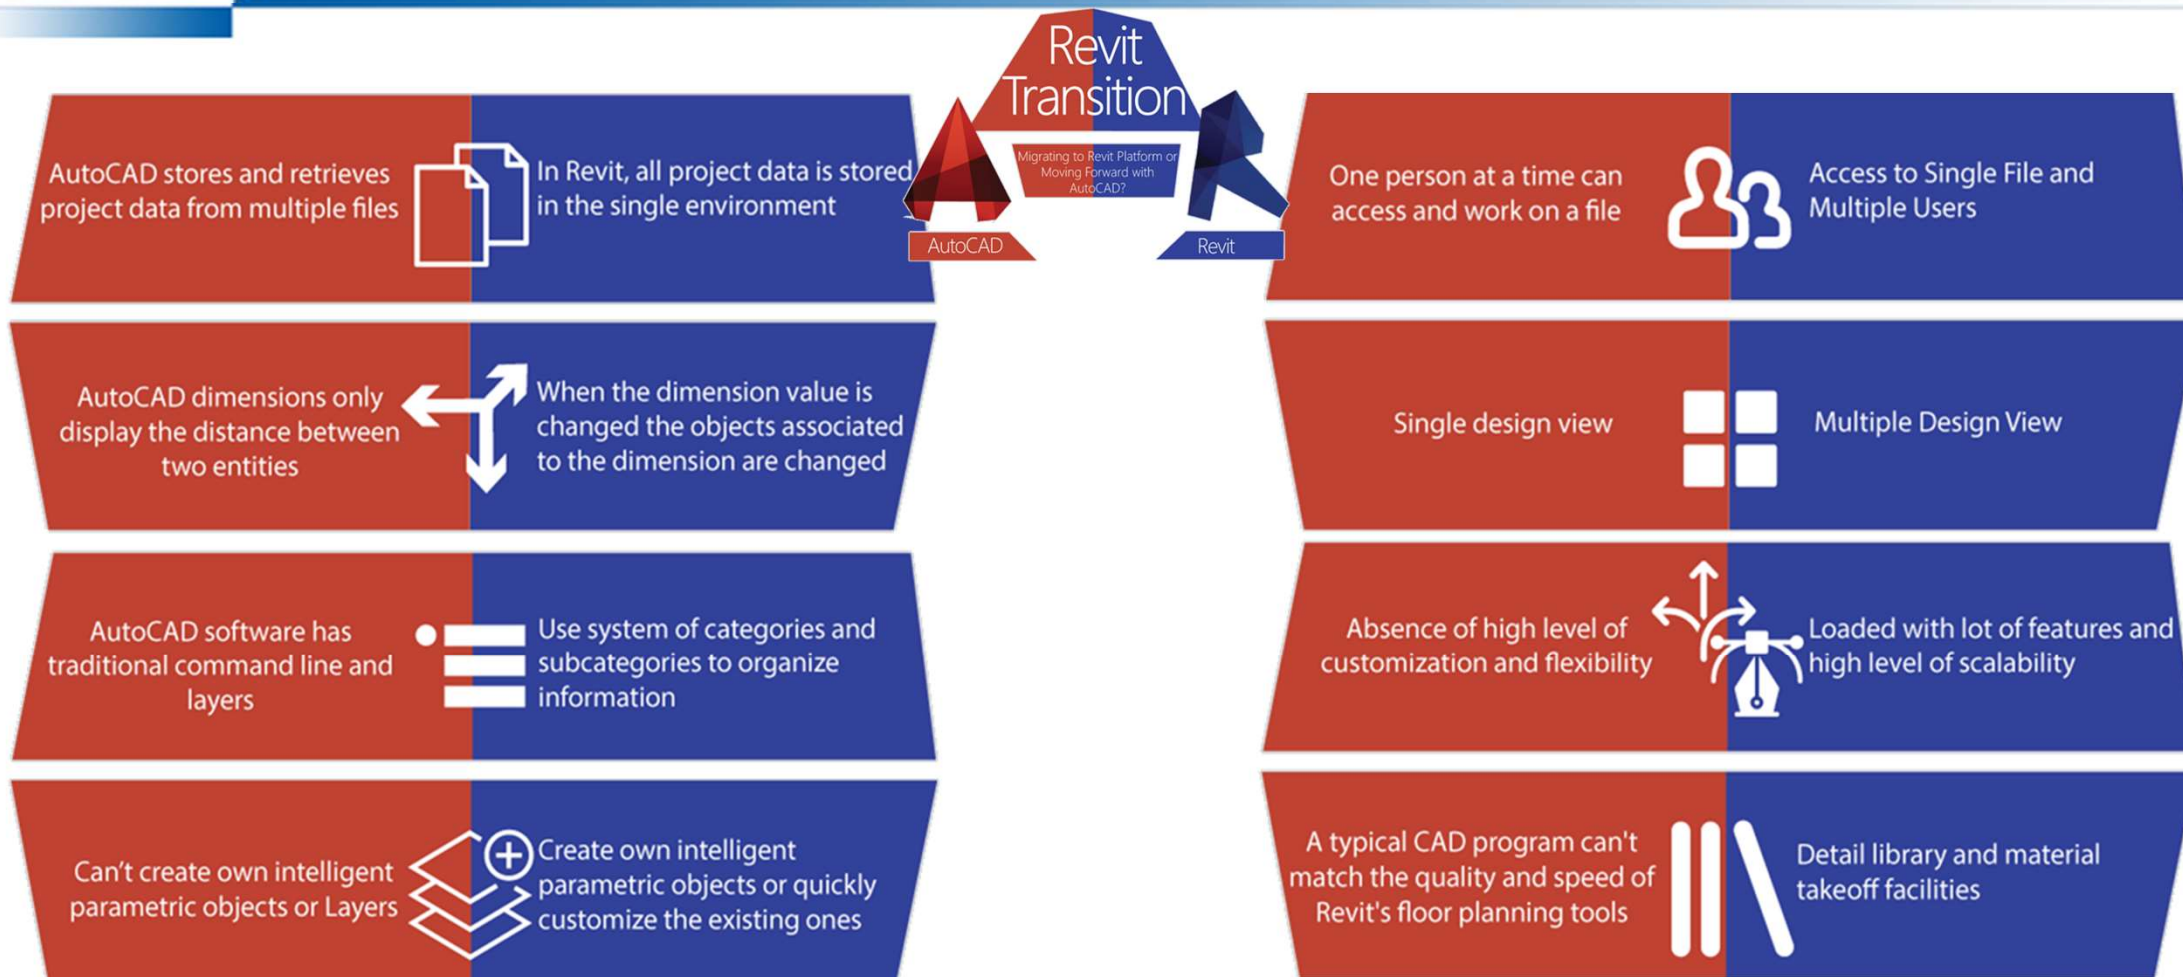 Revit
Transition
Migrating to Revit Platform or
Moving Forward with
AutoCAD?
AutoCAD
Revit
AutoCAD stores and retrieves
project data from multiple files
In Revit, all project data is stored
in the single environment
AutoCAD dimensions only
display the distance between
two entities
When the dimension value is
changed the objects associated
to the dimension are changed
AutoCAD software has
traditional command line and
layers
Use system of categories and
subcategories to organize
information
Can't create own intelligent
parametric objects or Layers
Create own intelligent
parametric objects or quickly
customize the existing ones
One person at a time can
access and work on a file
Access to Single File and
Multiple Users
Single design view
Multiple Design View
Absence of high level of
customization and flexibility
Loaded with lot of features and
high level of scalability
A typical CAD program can't
match the quality and speed of
Revit's floor planning tools
Detail library and material
takeoff facilities